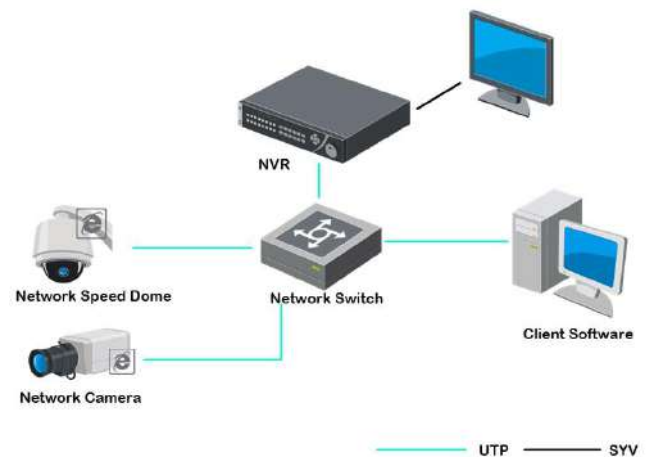 NVR
Network Speed Dome
Network Switch
Client Software
Network Camera
UTP
SYV